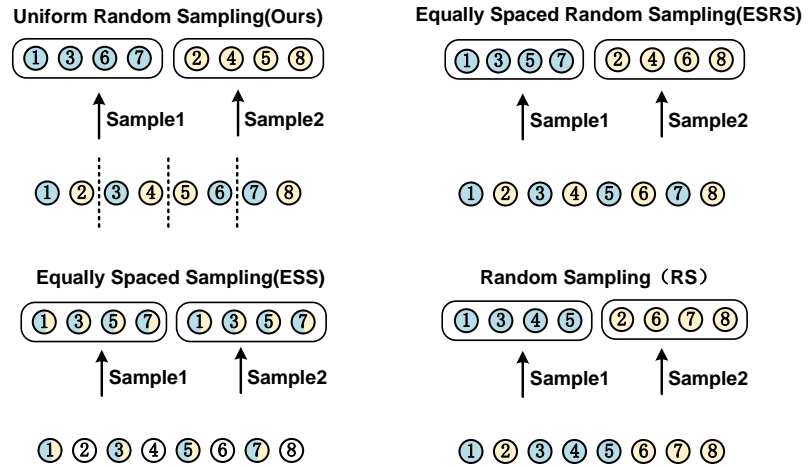 Uniform Random Sampling(Ours)
1 3 6 7 2 4 5 8
Sample1 Sample2
1 2 3 4 5 6 7 8
Equally Spaced Random Sampling(ESRS)
1 3 5 7 2 4 6 8
Sample1 Sample2
1 2 3 4 5 6 7 8
Equally Spaced Sampling(ESS)
1 3 5 7 1 3 5 7
Sample1 Sample2
1 2 3 4 5 6 7 8
Random Sampling（RS）
1 3 4 5 2 6 7 8
Sample1 Sample2
1 2 3 4 5 6 7 8